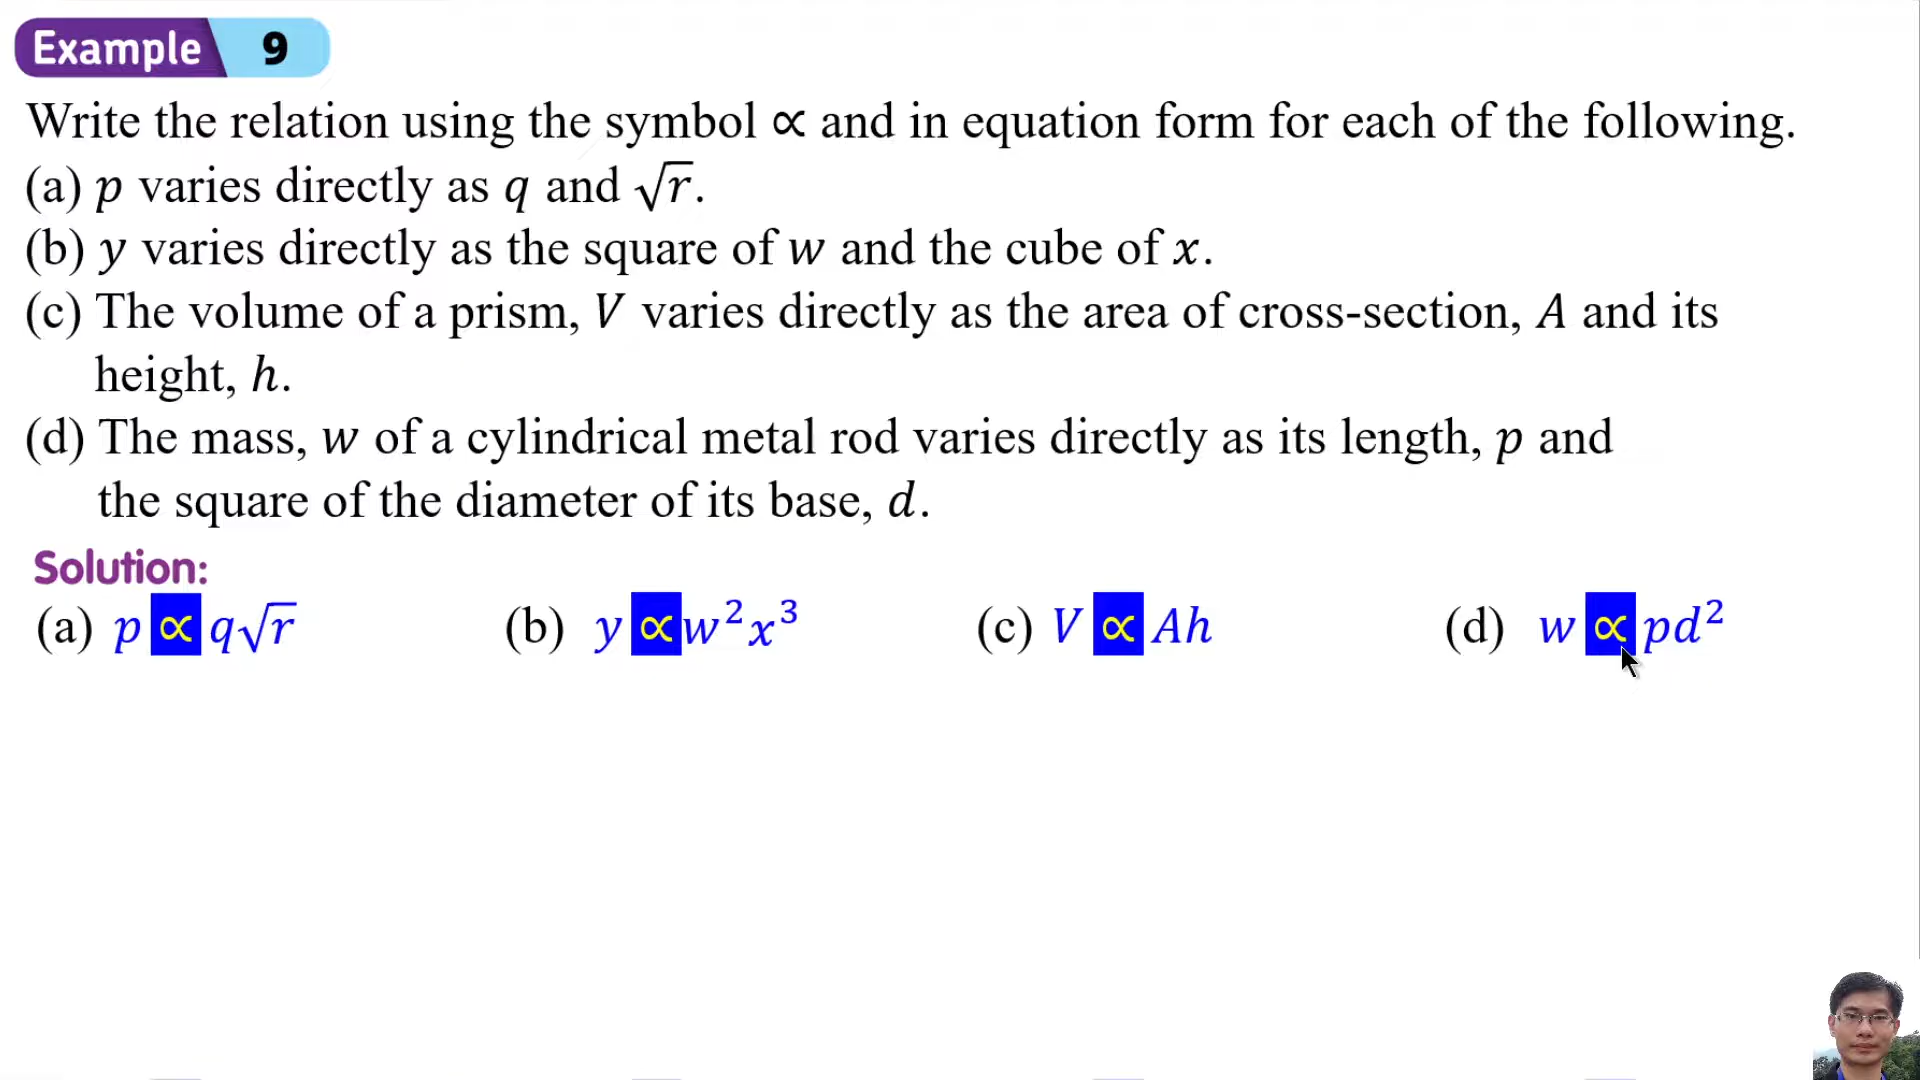 Example 9
Write the relation using the symbol ∝ and in equation form for each of the following.
(a) p varies directly as q and √r.
(b) y varies directly as the square of w and the cube of x.
(c) The volume of a prism, V varies directly as the area of cross-section, A and its
height, h.
(d) The mass, w of a cylindrical metal rod varies directly as its length, p and
the square of the diameter of its base, d.
Solution:
(a) p ∝ q√r (b) y ∝ w²x³ (c) V ∝ Ah (d) w ∝ pd²